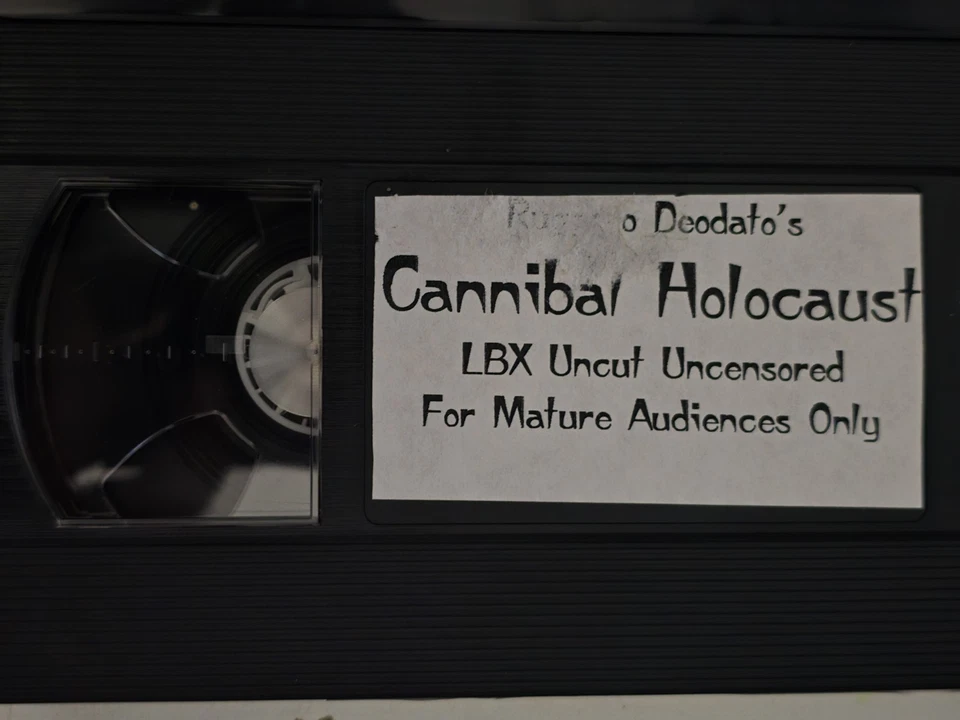 o Deodato's
Cannibal Holocaust
LBX Uncut Uncensored
For Mature Audiences Only